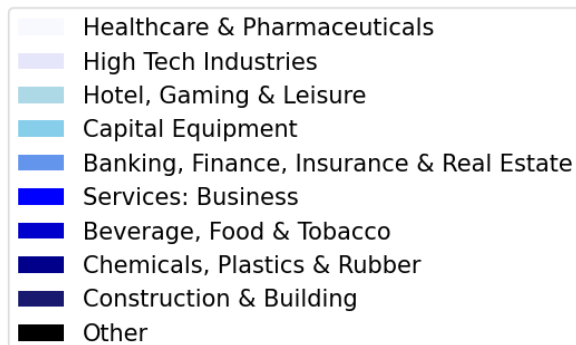 Healthcare & Pharmaceuticals
High Tech Industries
Hotel, Gaming & Leisure
Capital Equipment
Banking, Finance, Insurance & Real Estate
Services: Business
Beverage, Food & Tobacco
Chemicals, Plastics & Rubber
Construction & Building
Other